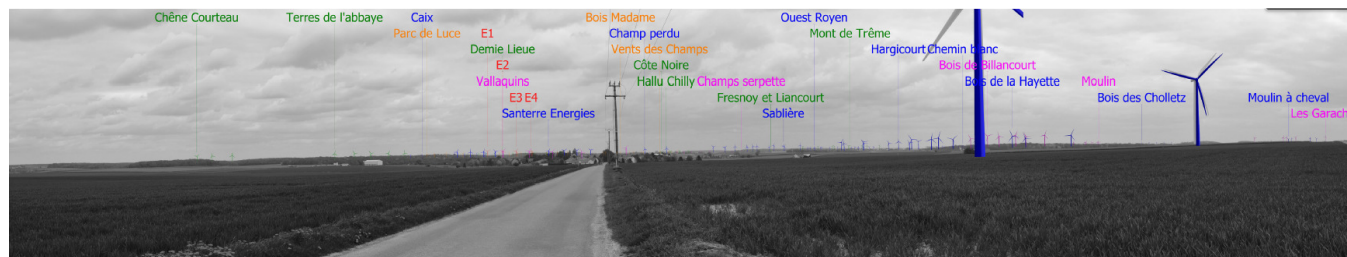 Chêne Courteau Terres de l'abbaye Caix Bois Madame Ouest Royen
Parc de Luce E1 Champ perdu Mont de Trême
Demie Lieue Vents des Champs Hargicourt Chemin blanc
E2 Côte Noire Bois de Billancourt
Vallaquins Hallu Chilly Champs serpette Bois de la Hayette Moulin
E3 E4 Fresnoy et Liancourt Bois des Cholletz Moulin à cheval
Santerre Energies Sablière Les Garach